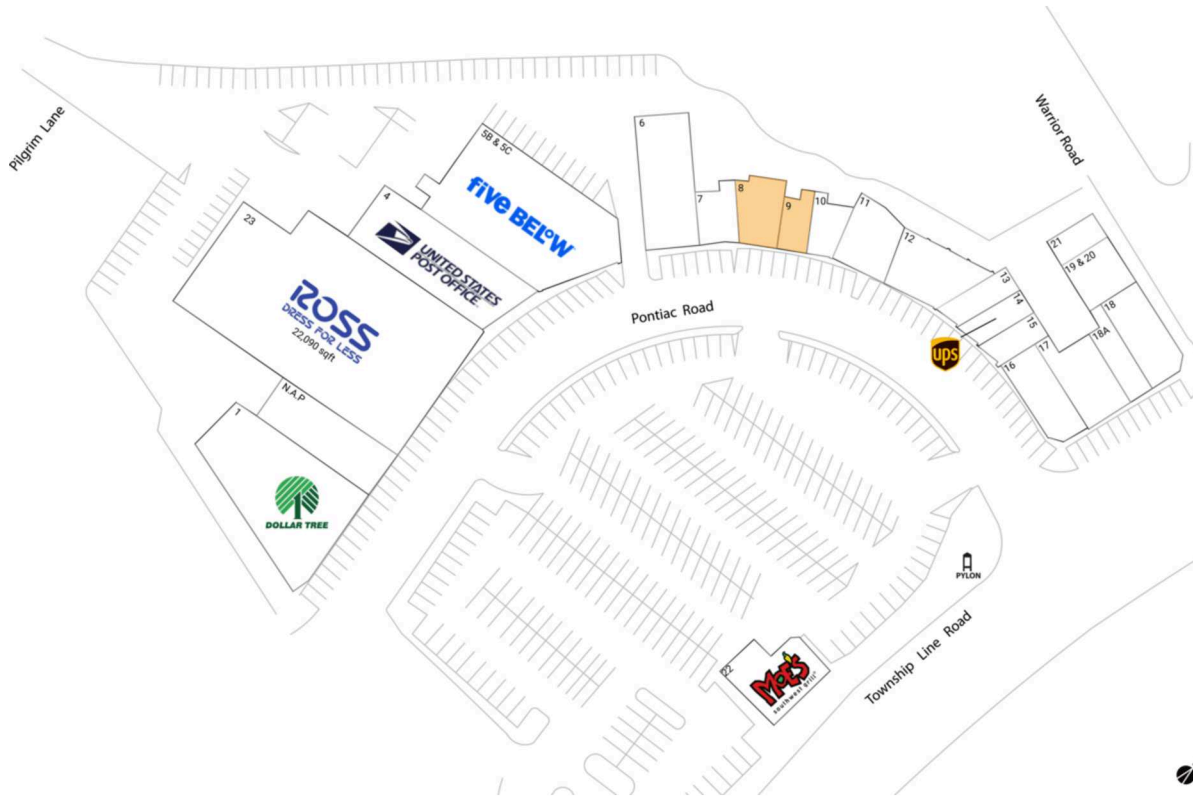 Pilgrim Lane
Warrior Road
5B & 5C
five BELOW
4
UNITED STATES
POST OFFICE
23
ROSS
DRESS FOR LESS
22,090 sqft
N.A.P
1
DOLLAR TREE
6
7
8
9
10
11
12
13
14
15
16
17
18A
18
19 & 20
21
Pontiac Road
ups
PYLON
22
MOE'S
southwest grill
Township Line Road